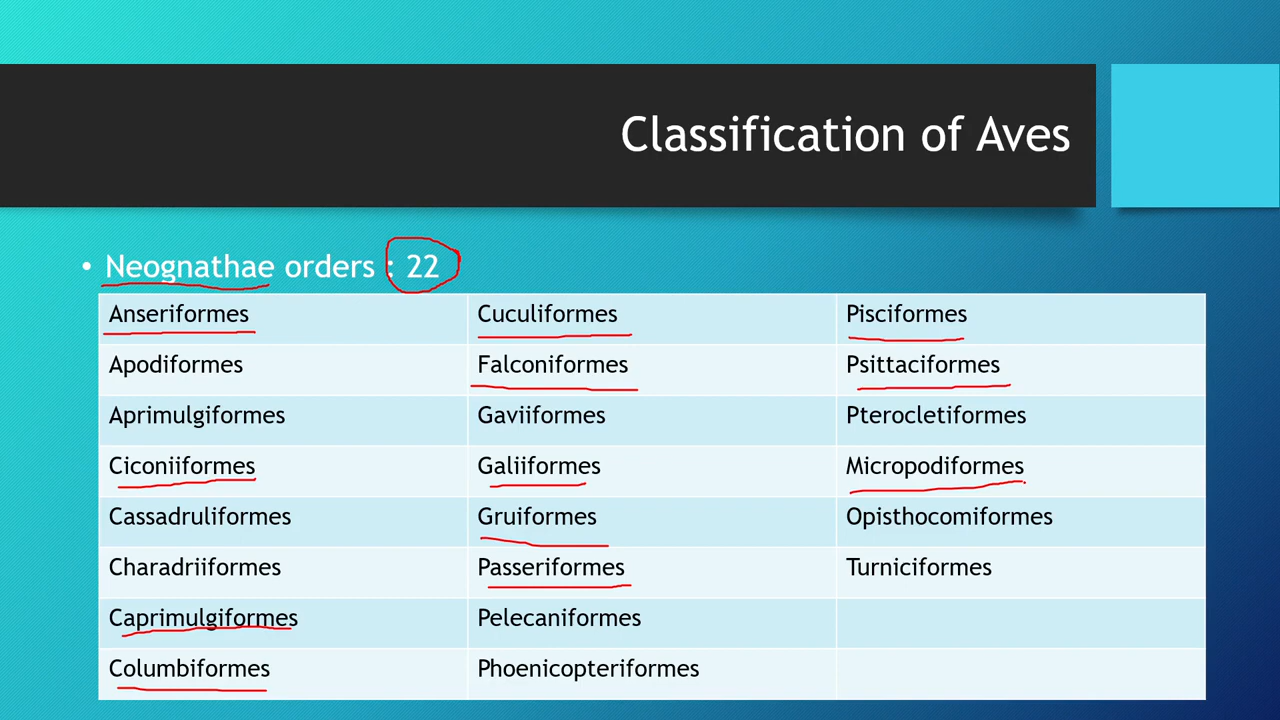 Classification of Aves
• Neognathae orders : 22
Anseriformes Cuculiformes Pisciformes
Apodiformes Falconiformes Psittaciformes
Aprimulgiformes Gaviiformes Pterocletiformes
Ciconiiformes Galiiformes Micropodiformes
Cassadruliformes Gruiformes Opisthocomiformes
Charadriiformes Passeriformes Turniciformes
Caprimulgiformes Pelecaniformes
Columbiformes Phoenicopteriformes